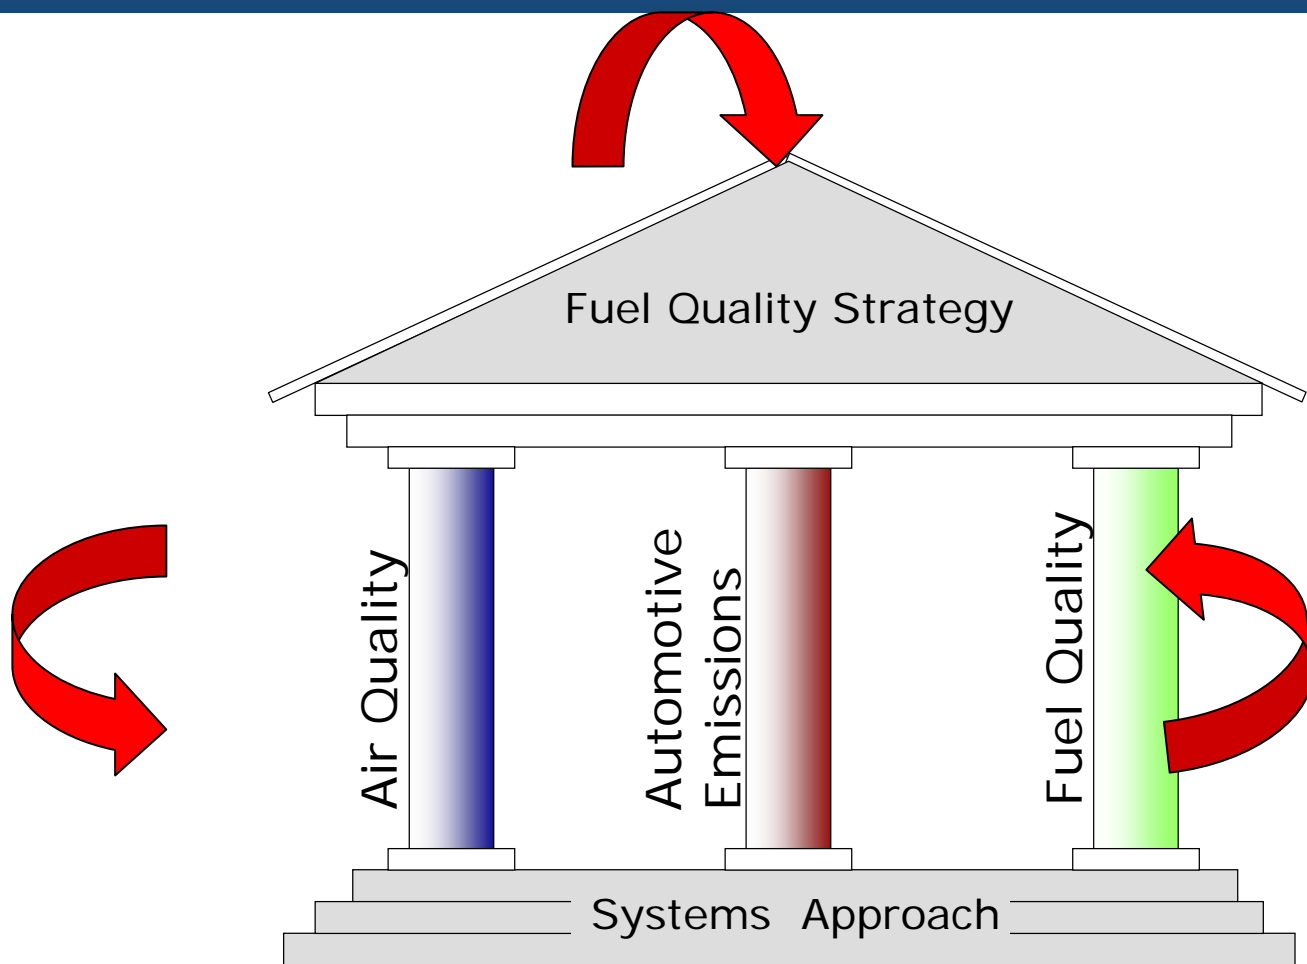 Fuel Quality Strategy
Air Quality
Automotive
Emissions
Fuel Quality
Systems Approach